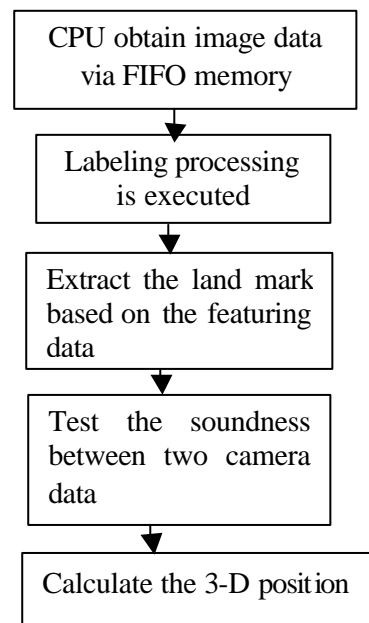 CPU obtain image data
via FIFO memory
Labeling processing
is executed
Extract the land mark
based on the featuring
data
Test the soundness
between two camera
data
Calculate the 3-D position